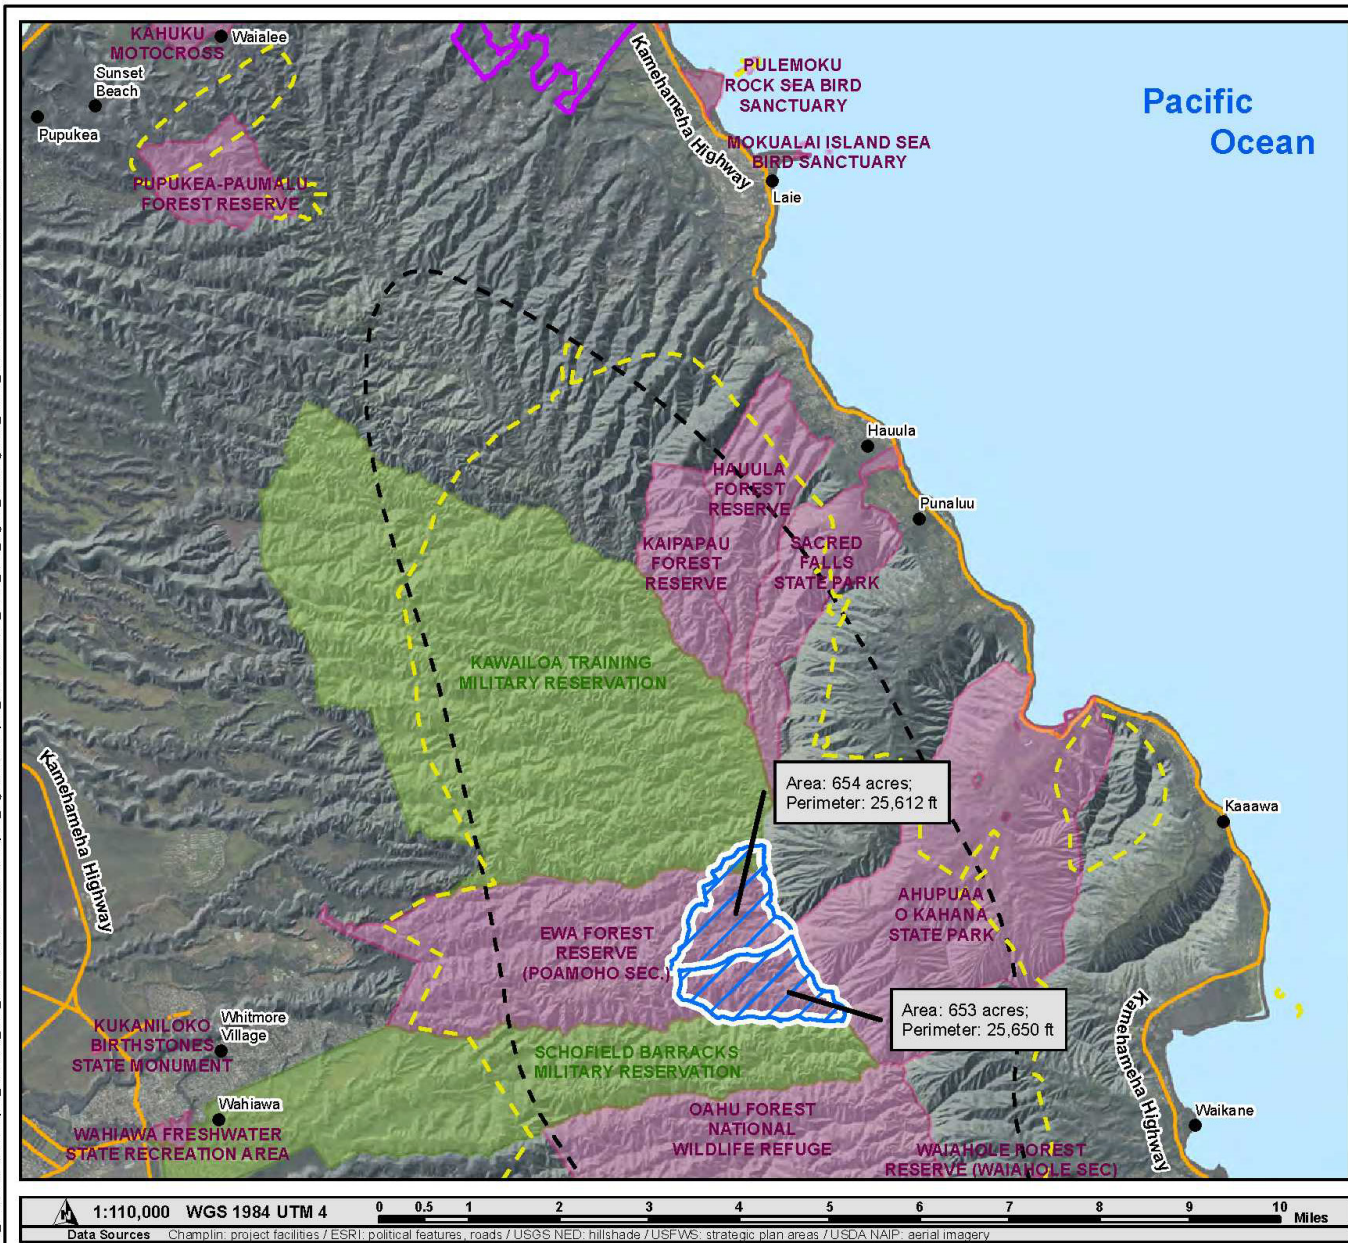 KAHUKU
MOTOCROSS
Waialee
Sunset
Beach
Pupukea
PUPUKEA-PAUMALU
FOREST RESERVE
Kamehameha Highway
PULEMOKU
ROCK SEA BIRD
SANCTUARY
MOKUALAI ISLAND SEA
BIRD SANCTUARY
Laie
Pacific
Ocean
Hauula
HAUULA
FOREST
RESERVE
Punaluu
KAIPAPAU
FOREST
RESERVE
SACRED
FALLS
STATE PARK
KAWAILOA TRAINING
MILITARY RESERVATION
Kamehameha Highway
Area: 654 acres;
Perimeter: 25,612 ft
Kaaawa
AHUPUAA
O KAHANA
STATE PARK
EWA FOREST
RESERVE
(POAMOHO SEC.)
Area: 653 acres;
Perimeter: 25,650 ft
Kamehameha Highway
KUKANILOKO
BIRTHSTONES
STATE MONUMENT
Whitmore
Village
SCHOFIELD BARRACKS
MILITARY RESERVATION
Wahiawa
WAHIAWA FRESHWATER
STATE RECREATION AREA
OAHU FOREST
NATIONAL
WILDLIFE REFUGE
Waikane
WAIAHOLE FOREST
RESERVE (WAIAHOLE SEC)
N
1:110,000 WGS 1984 UTM 4
0 0.5 1 2 3 4 5 6 7 8 9 10
Miles
Data Sources Champlin: project facilities / ESRI: political features, roads / USGS NED: hillshade / USFWS: strategic plan areas / USDA NAIP: aerial imagery